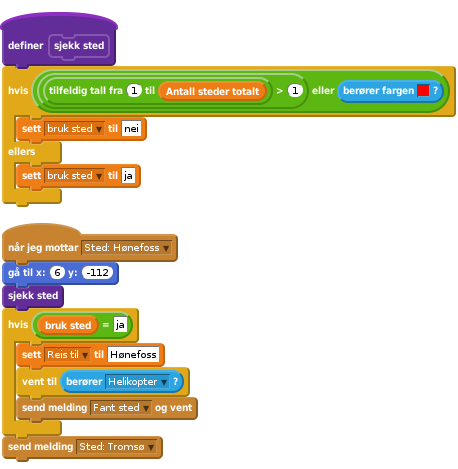 definer sjekk sted
hvis tilfeldig tall fra 1 til Antall steder totalt > 1 eller berører fargen ?
sett bruk sted til nei
ellers
sett bruk sted til ja
når jeg mottar Sted: Hønefoss
gå til x: 6 y: -112
sjekk sted
hvis bruk sted = ja
sett Reis til til Hønefoss
vent til berører Helikopter ?
send melding Fant sted og vent
send melding Sted: Tromsø